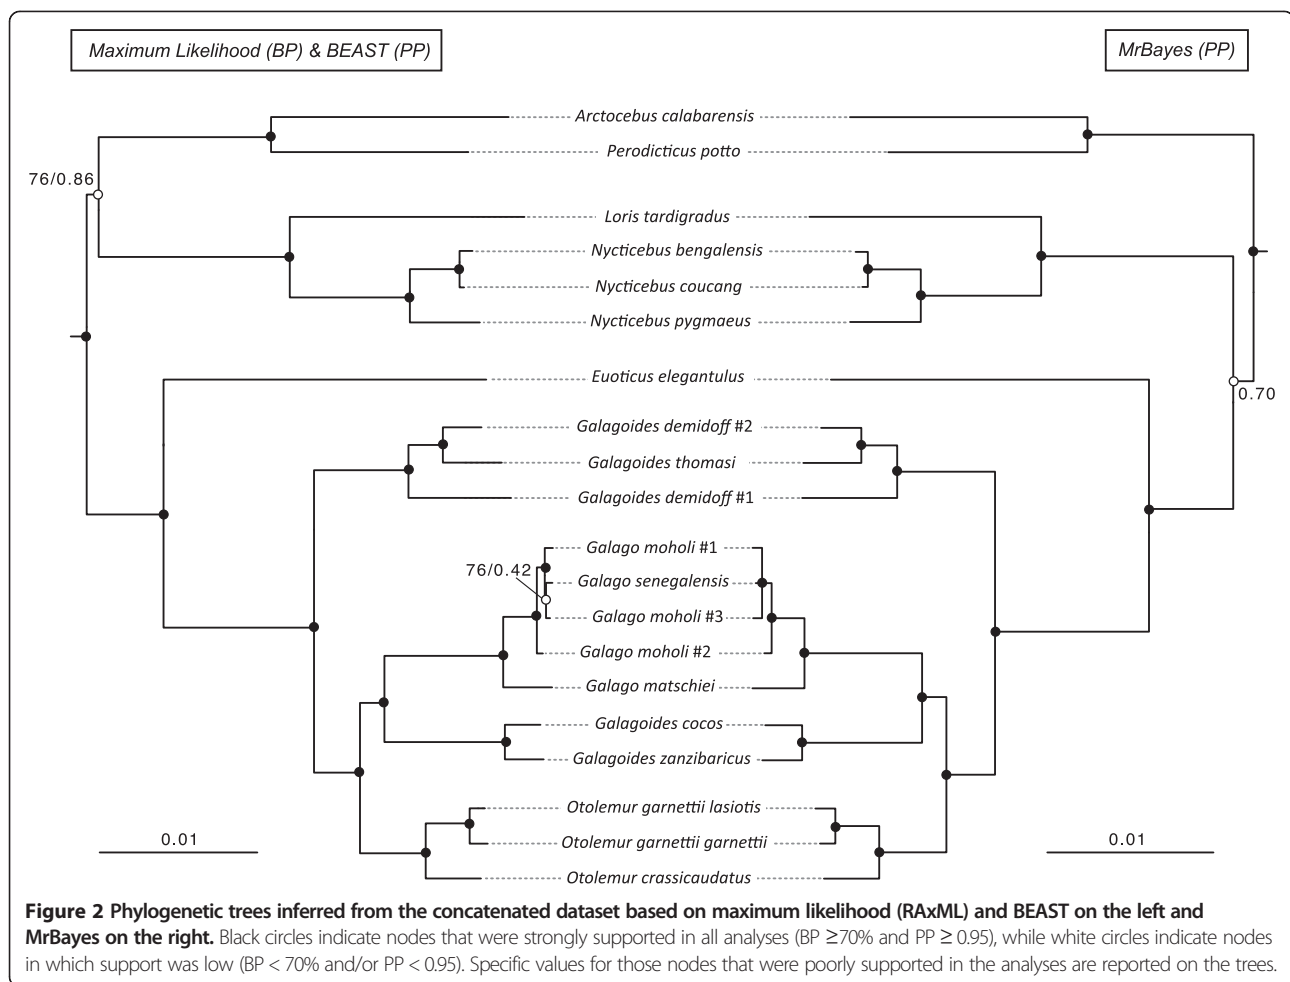 Maximum Likelihood (BP) & BEAST (PP)
MrBayes (PP)
Arctocebus calabarensis
Perodicticus potto
76/0.86
Loris tardigradus
Nycticebus bengalensis
Nycticebus coucang
Nycticebus pygmaeus
Euoticus elegantulus
0.70
Galagoides demidoff #2
Galagoides thomasi
Galagoides demidoff #1
Galago moholi #1
76/0.42
Galago senegalensis
Galago moholi #3
Galago moholi #2
Galago matschiei
Galagoides cocos
Galagoides zanzibaricus
Otolemur garnettii lasiotis
0.01
Otolemur garnettii garnettii
0.01
Otolemur crassicaudatus
Figure 2 Phylogenetic trees inferred from the concatenated dataset based on maximum likelihood (RAxML) and BEAST on the left and
MrBayes on the right. Black circles indicate nodes that were strongly supported in all analyses (BP ≥70% and PP ≥ 0.95), while white circles indicate nodes
in which support was low (BP < 70% and/or PP < 0.95). Specific values for those nodes that were poorly supported in the analyses are reported on the trees.